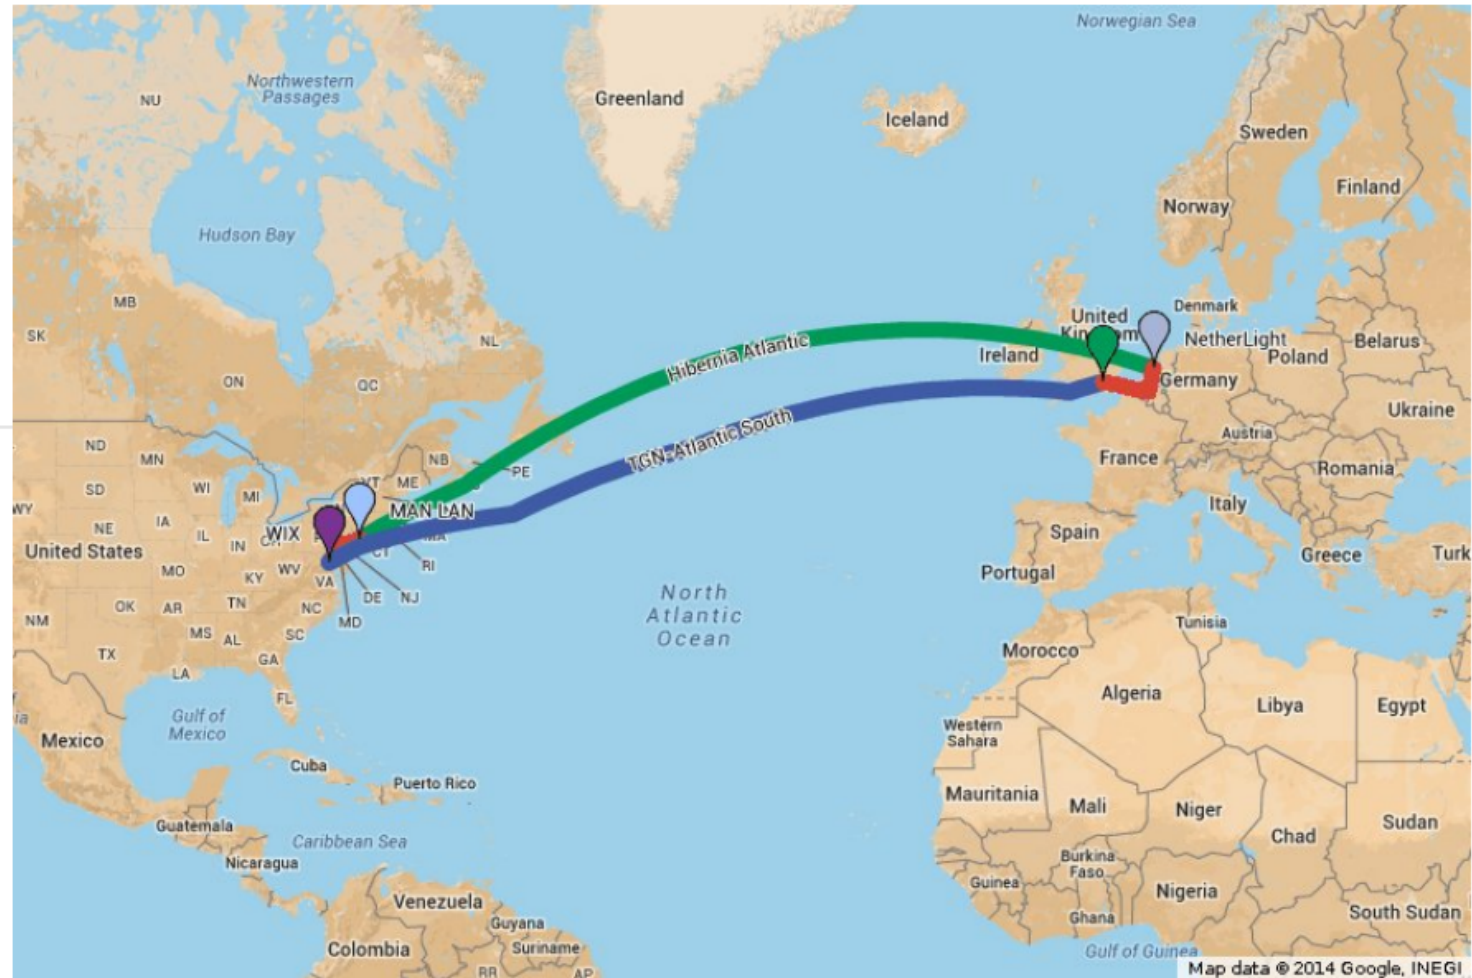 Norwegian Sea
Northwestern
Passages
NU
Greenland
Iceland
Sweden
Finland
Norway
Hudson Bay
MB
Denmark
United
Kingdom
NetherLight
SK
NL
Hibernia Atlantic
Ireland
Poland
Belarus
ON
QC
Germany
Ukraine
TGN-Atlantic South
Austria
ND
MN
NB
PE
France
Romania
VT
ME
SD
WI
MI
Italy
WY
MAN LAN
NE
IA
WIX
Spain
United States
IL
IN
OH
CT
MA
RI
Greece
Turk
Portugal
MO
KY
WV
VA
DE
NJ
North
Atlantic
Ocean
NM
OK
AR
TN
NC
MD
Tunisia
MS
AL
SC
Morocco
TX
GA
LA
FL
Algeria
Libya
Egypt
Gulf of
Mexico
Western
Sahara
Mexico
Cuba
Puerto Rico
Mauritania
Mali
Niger
Guatemala
Caribbean Sea
Chad
Sudan
Nicaragua
Burkina
Faso
Guinea
Nigeria
Venezuela
Guyana
Ghana
South Sudan
Colombia
Suriname
Gulf of Guinea
RR
AP
Map data © 2014 Google, INEGI